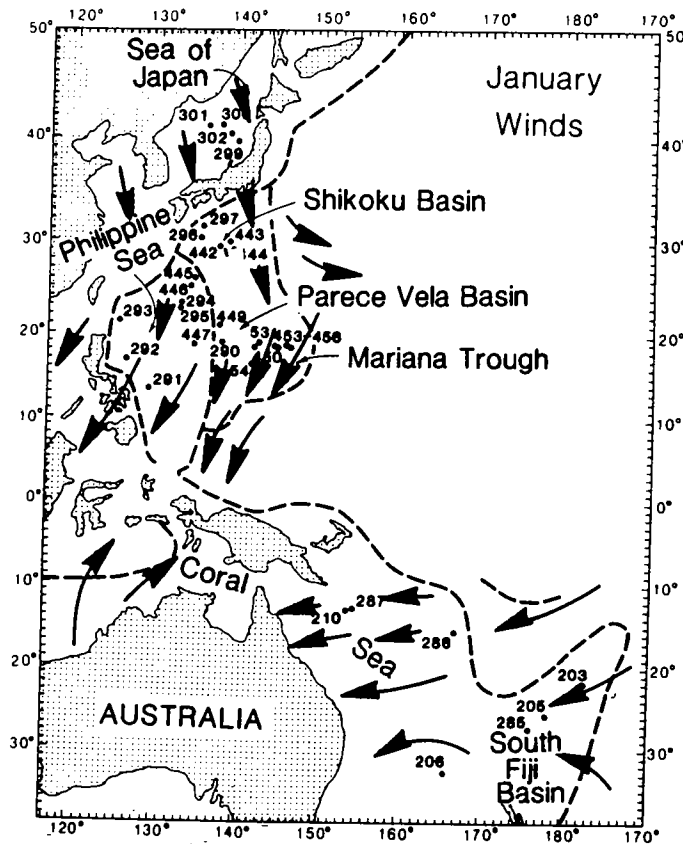 120° 130° 140° 150° 160° 170° 180° 170°
50° 50
Sea of
Japan
January
Winds
301 30
40° 40°
302
299
Shikoku Basin
Philippine
Sea
297
30° 296 443 30°
442 44
445
446
294
Parece Vela Basin
293 295 449
20° 447 53 453 456 20°
292 290
Mariana Trough
291 54
10° 10°
0° 0°
Coral
10° 10°
287
210
Sea 286
20° 203 20°
205
AUSTRALIA 285
30° South 30°
206 Fiji
Basin
120° 130° 140° 150° 160° 170° 180° 170°